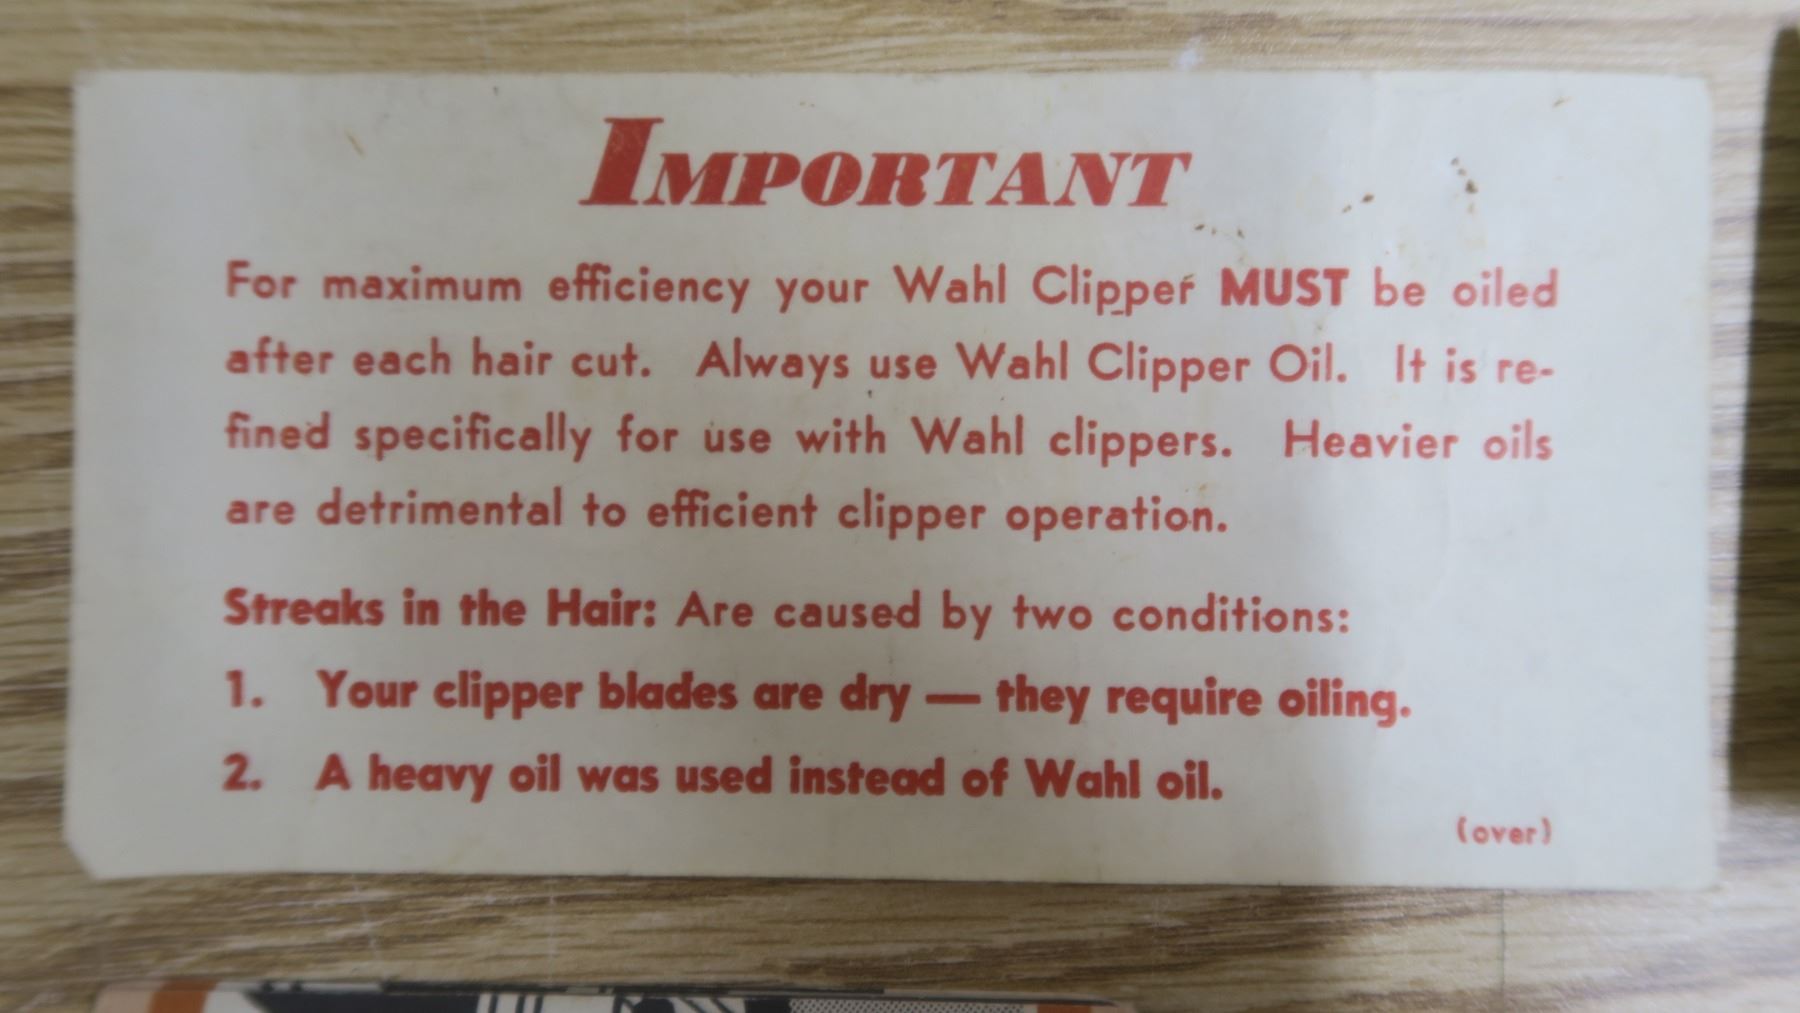 IMPORTANT
For maximum efficiency your Wahl Clipper MUST be oiled
after each hair cut. Always use Wahl Clipper Oil. It is re-
fined specifically for use with Wahl clippers. Heavier oils
are detrimental to efficient clipper operation.
Streaks in the Hair: Are caused by two conditions:
1. Your clipper blades are dry — they require oiling.
2. A heavy oil was used instead of Wahl oil.
(over)